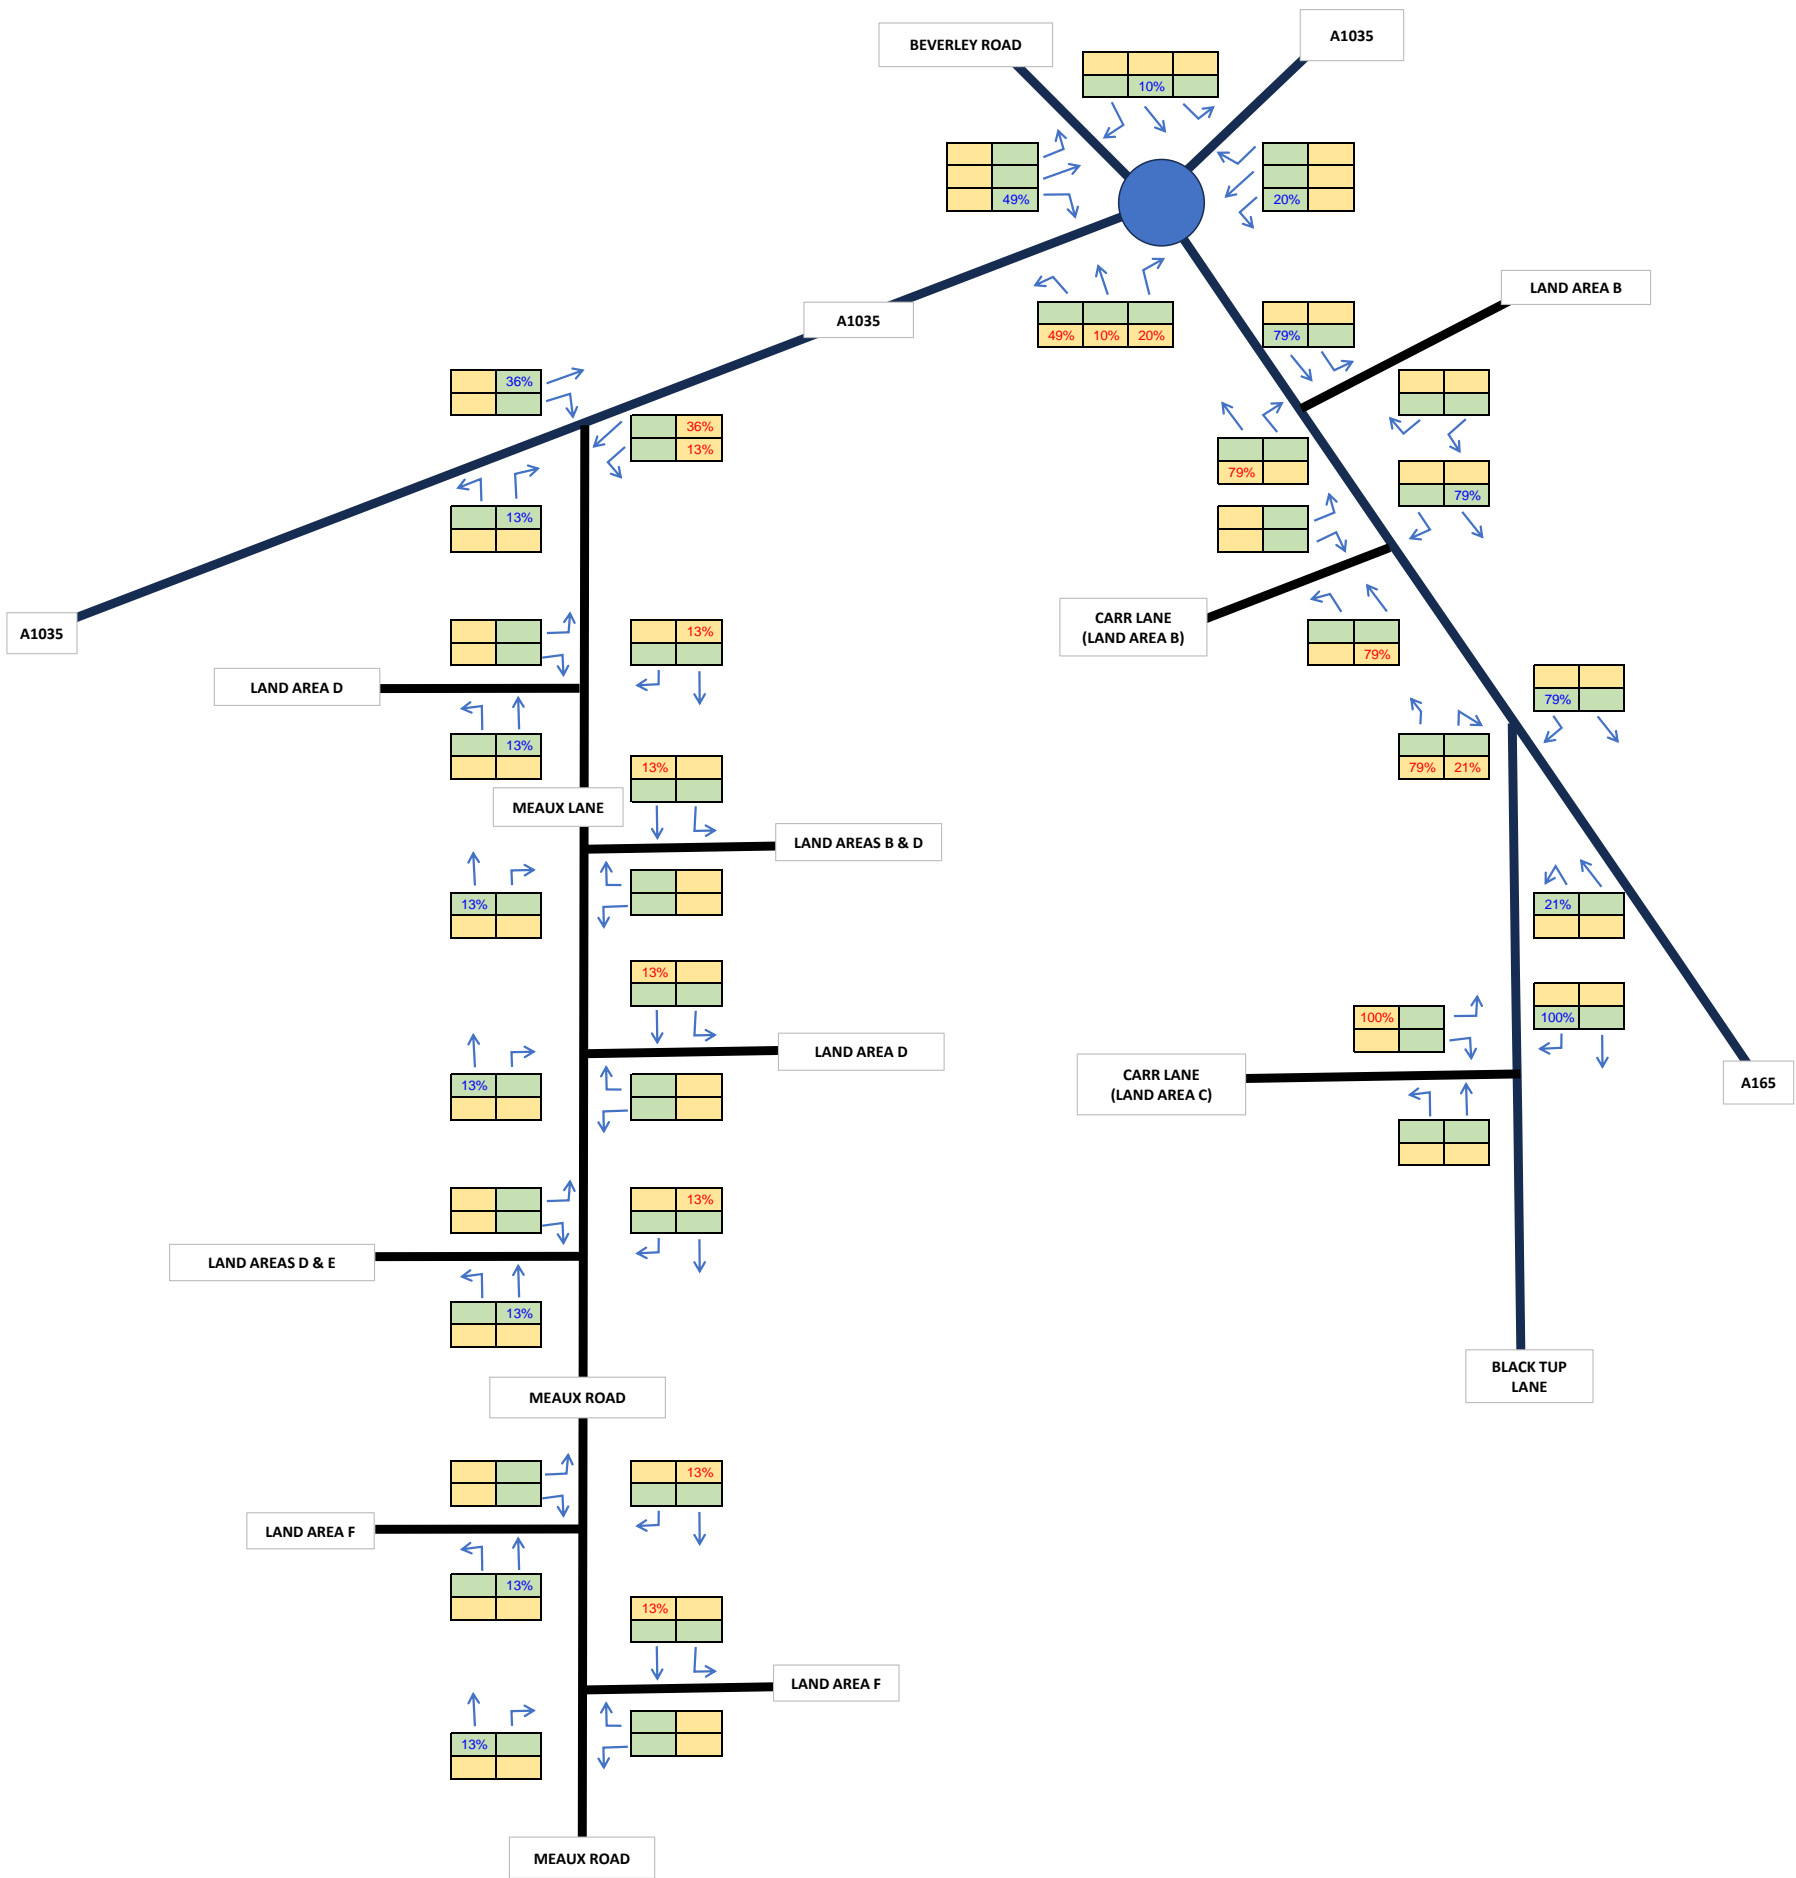 BEVERLEY ROAD
A1035
10%
49%
20%
LAND AREA B
A1035
49% 10% 20%
79%
36%
36%
13%
79%
79%
13%
CARR LANE
(LAND AREA B)
79%
A1035
13%
LAND AREA D
79%
13%
79% 21%
13%
MEAUX LANE
LAND AREAS B & D
13%
21%
13%
100%
100%
LAND AREA D
CARR LANE
(LAND AREA C)
A165
13%
13%
LAND AREAS D & E
13%
BLACK TUP
LANE
MEAUX ROAD
13%
LAND AREA F
13%
13%
LAND AREA F
13%
MEAUX ROAD